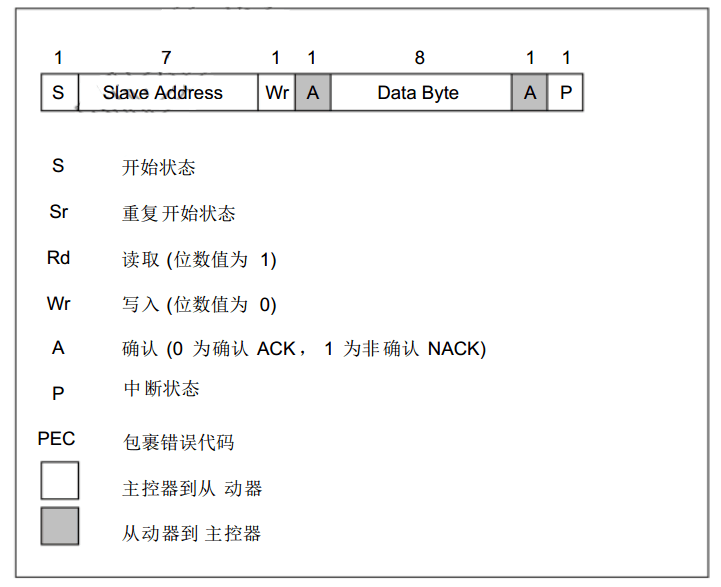 1 7 1 1 8 1 1
S Slave Address Wr A Data Byte A P
S 开始状态
Sr 重复开始状态
Rd 读取 (位数值为 1)
Wr 写入 (位数值为 0)
A 确认 (0 为确认 ACK， 1 为非确认 NACK)
P 中断状态
PEC 包裹错误代码
主控器到从 动器
从动器到 主控器